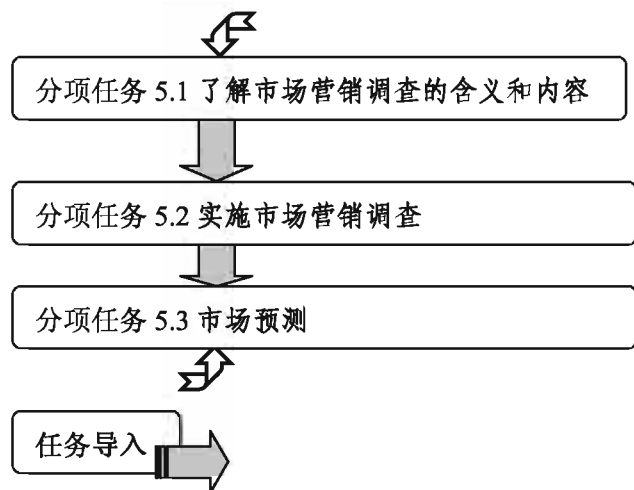 分项任务 5.1 了解市场营销调查的含义和内容
分项任务 5.2 实施市场营销调查
分项任务 5.3 市场预测
任务导入